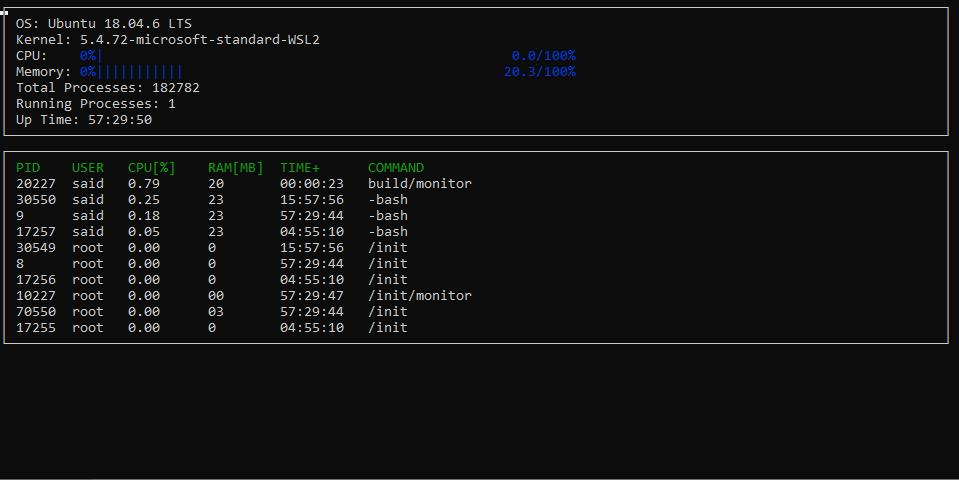 OS: Ubuntu 18.04.6 LTS
Kernel: 5.4.72-microsoft-standard-WSL2
CPU: 0%| 0.0/100%
Memory: 0%||||||||||| 20.3/100%
Total Processes: 182782
Running Processes: 1
Up Time: 57:29:50
PID USER CPU[%] RAM[MB] TIME+ COMMAND
20227 said 0.79 20 00:00:23 build/monitor
30550 said 0.25 23 15:57:56 -bash
9 said 0.18 23 57:29:44 -bash
17257 said 0.05 23 04:55:10 -bash
30549 root 0.00 0 15:57:56 /init
8 root 0.00 0 57:29:44 /init
17256 root 0.00 0 04:55:10 /init
10227 root 0.00 00 57:29:47 /init/monitor
70550 root 0.00 03 57:29:44 /init
17255 root 0.00 0 04:55:10 /init